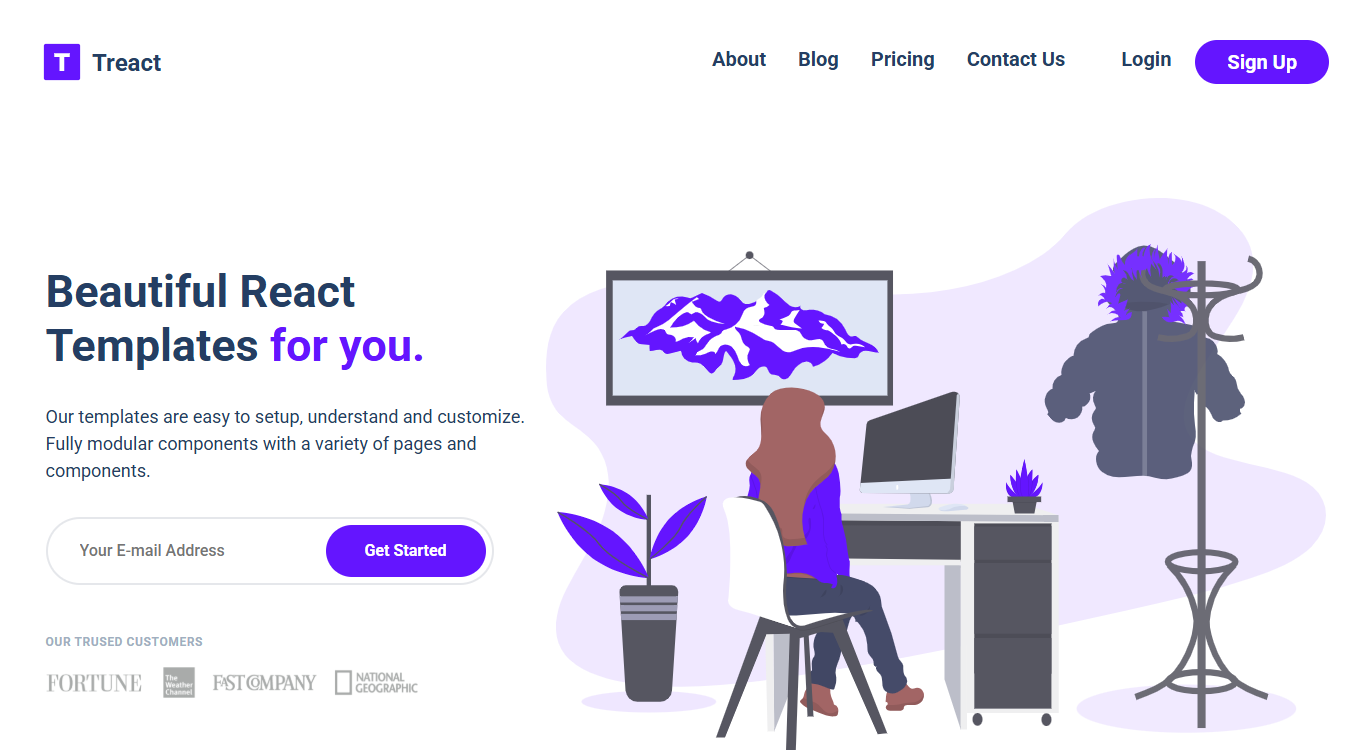 T Treact
About Blog Pricing Contact Us Login Sign Up
Beautiful React
Templates for you.
Our templates are easy to setup, understand and customize.
Fully modular components with a variety of pages and
components.
Your E-mail Address Get Started
OUR TRUSED CUSTOMERS
FORTUNE
The
Weather
Channel
FAST COMPANY
NATIONAL
GEOGRAPHIC